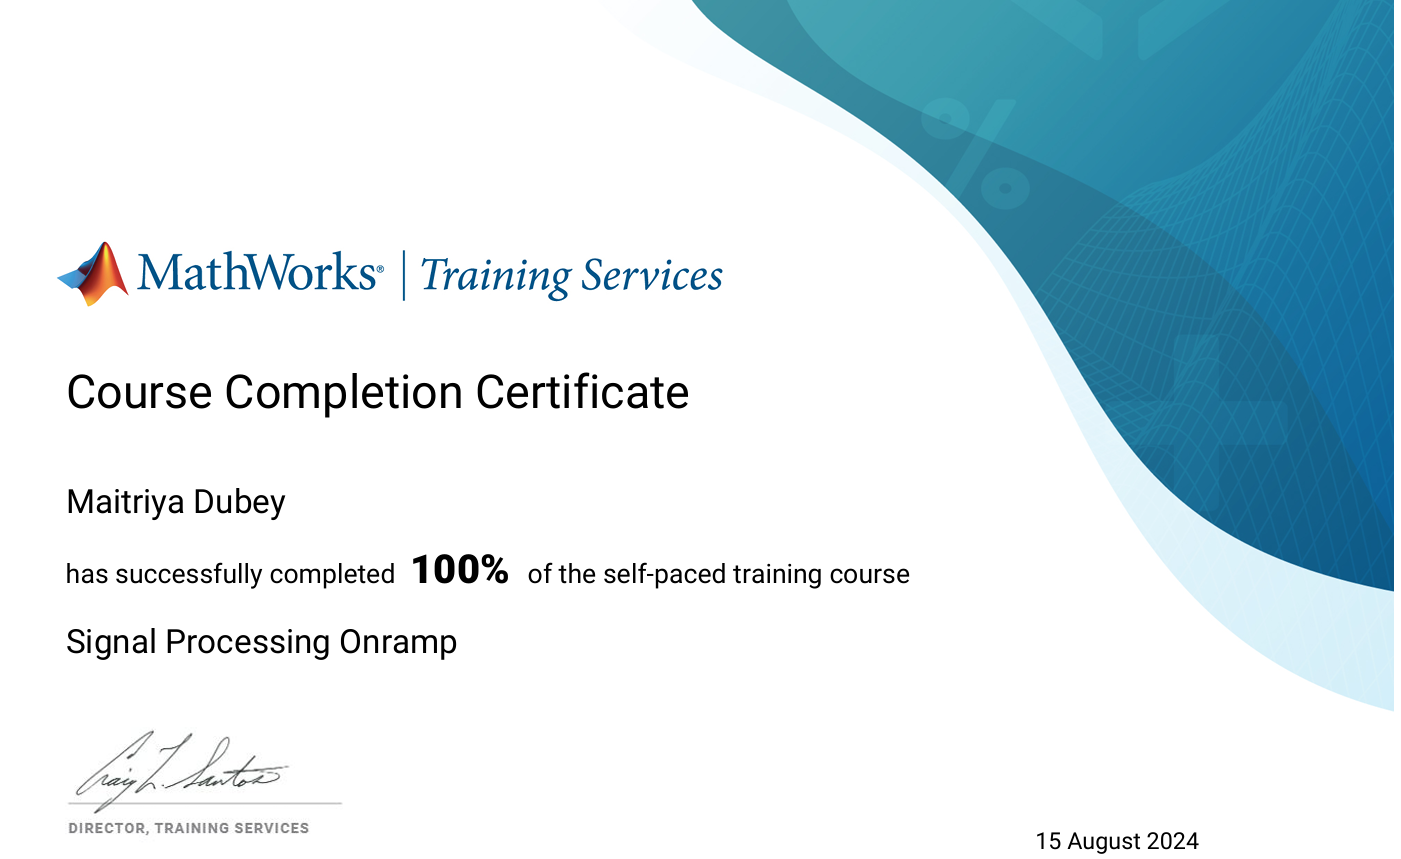 MathWorks® | Training Services
Course Completion Certificate
Maitriya Dubey
has successfully completed 100% of the self-paced training course
Signal Processing Onramp
Craig L. Santos
DIRECTOR, TRAINING SERVICES
15 August 2024
%